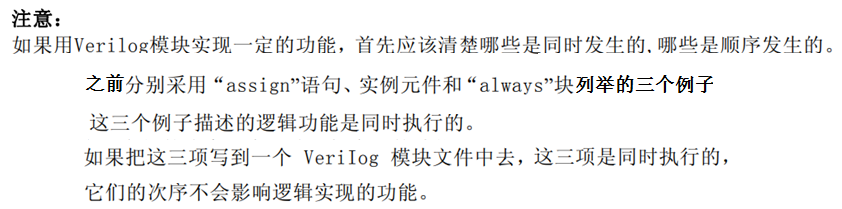 注意：
如果用Verilog模块实现一定的功能，首先应该清楚哪些是同时发生的,哪些是顺序发生的。
之前分别采用“assign”语句、实例元件和“always”块列举的三个例子
这三个例子描述的逻辑功能是同时执行的。
如果把这三项写到一个 VeriIog 模块文件中去，这三项是同时执行的，
它们的次序不会影响逻辑实现的功能。